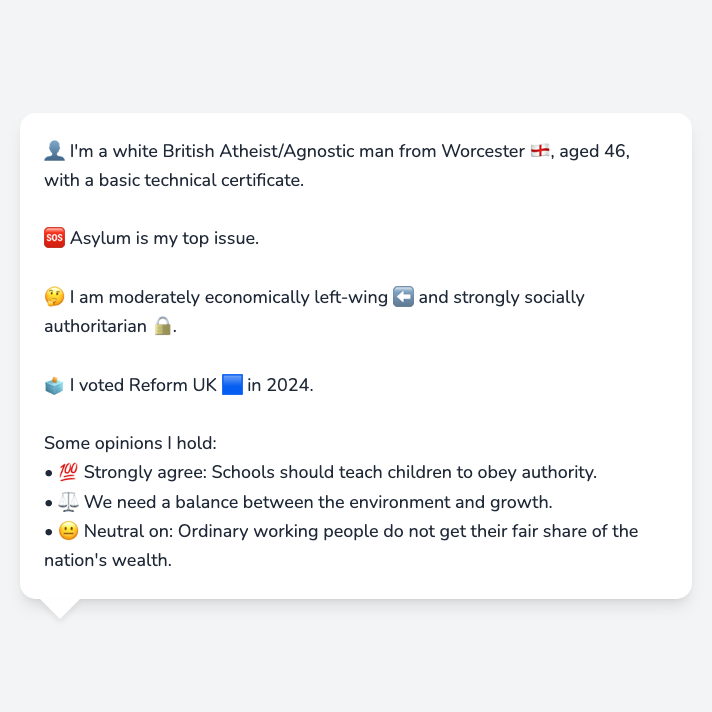 👤 I'm a white British Atheist/Agnostic man from Worcester 🏴󠁧󠁢󠁥󠁮󠁧󠁿, aged 46,
with a basic technical certificate.
🆘 Asylum is my top issue.
🤔 I am moderately economically left-wing ⬅️ and strongly socially
authoritarian 🔒.
🗳️ I voted Reform UK 🟦 in 2024.
Some opinions I hold:
• 💯 Strongly agree: Schools should teach children to obey authority.
• ⚖️ We need a balance between the environment and growth.
• 😐 Neutral on: Ordinary working people do not get their fair share of the
nation's wealth.